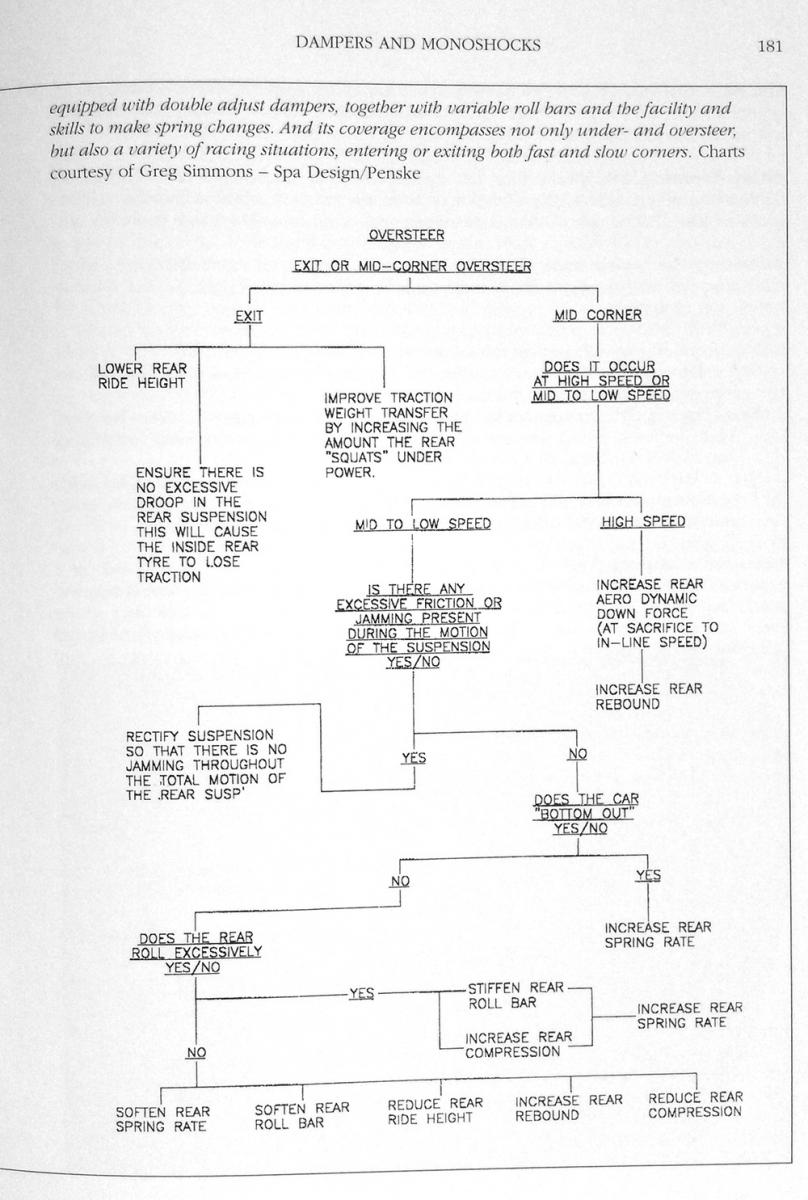 DAMPERS AND MONOSHOCKS 181
equipped with double adjust dampers, together with variable roll bars and the facility and
skills to make spring changes. And its coverage encompasses not only under- and oversteer,
but also a variety of racing situations, entering or exiting both fast and slow corners. Charts
courtesy of Greg Simmons – Spa Design/Penske
OVERSTEER
EXIT OR MID-CORNER OVERSTEER
EXIT
LOWER REAR
RIDE HEIGHT
ENSURE THERE IS
NO EXCESSIVE
DROOP IN THE
REAR SUSPENSION
THIS WILL CAUSE
THE INSIDE REAR
TYRE TO LOSE
TRACTION
IMPROVE TRACTION
WEIGHT TRANSFER
BY INCREASING THE
AMOUNT THE REAR
"SQUATS" UNDER
POWER.
MID CORNER
DOES IT OCCUR
AT HIGH SPEED OR
MID TO LOW SPEED
MID TO LOW SPEED
IS THERE ANY
EXCESSIVE FRICTION OR
JAMMING PRESENT
DURING THE MOTION
OF THE SUSPENSION
YES/NO
HIGH SPEED
INCREASE REAR
AERO DYNAMIC
DOWN FORCE
(AT SACRIFICE TO
IN-LINE SPEED)
INCREASE REAR
REBOUND
YES
RECTIFY SUSPENSION
SO THAT THERE IS NO
JAMMING THROUGHOUT
THE TOTAL MOTION OF
THE .REAR SUSP'
NO
DOES THE CAR
"BOTTOM OUT"
YES/NO
YES
INCREASE REAR
SPRING RATE
NO
DOES THE REAR
ROLL EXCESSIVELY
YES/NO
YES
STIFFEN REAR
ROLL BAR
INCREASE REAR
COMPRESSION
INCREASE REAR
SPRING RATE
NO
SOFTEN REAR
SPRING RATE
SOFTEN REAR
ROLL BAR
REDUCE REAR
RIDE HEIGHT
INCREASE REAR
REBOUND
REDUCE REAR
COMPRESSION